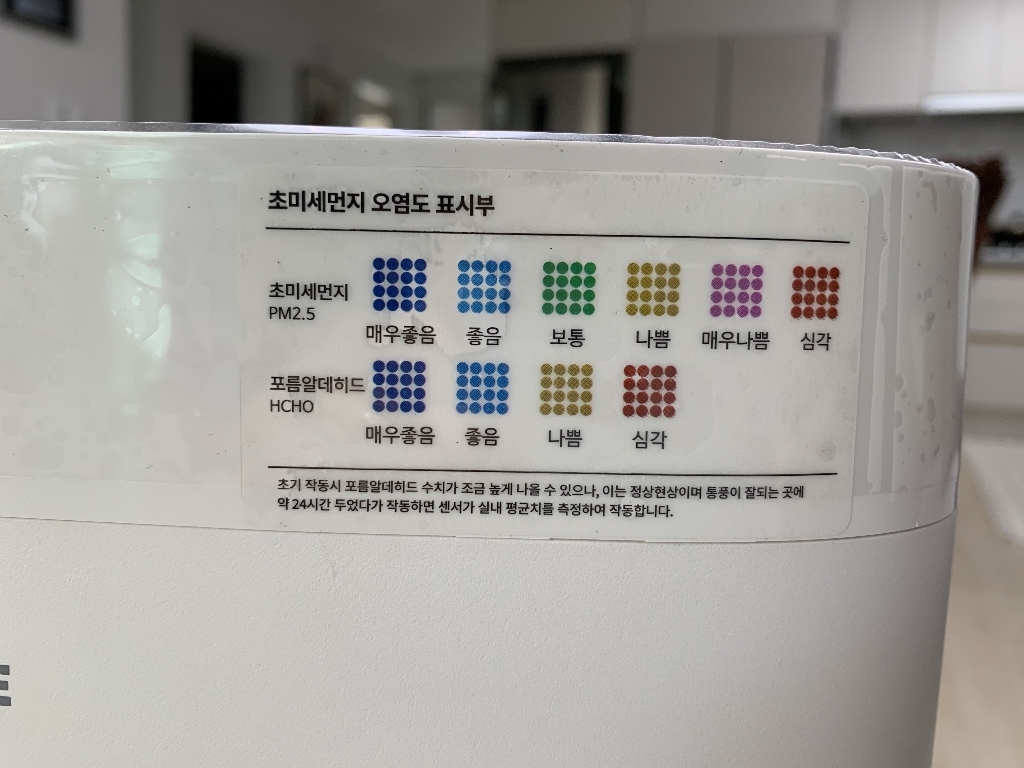 초미세먼지 오염도 표시부
초미세먼지
PM2.5
매우좋음 좋음 보통 나쁨 매우나쁨 심각
포름알데히드
HCHO
매우좋음 좋음 나쁨 심각
초기 작동시 포름알데히드 수치가 조금 높게 나올 수 있으나, 이는 정상현상이며 통풍이 잘되는 곳에
약 24시간 두었다가 작동하면 센서가 실내 평균치를 측정하여 작동합니다.